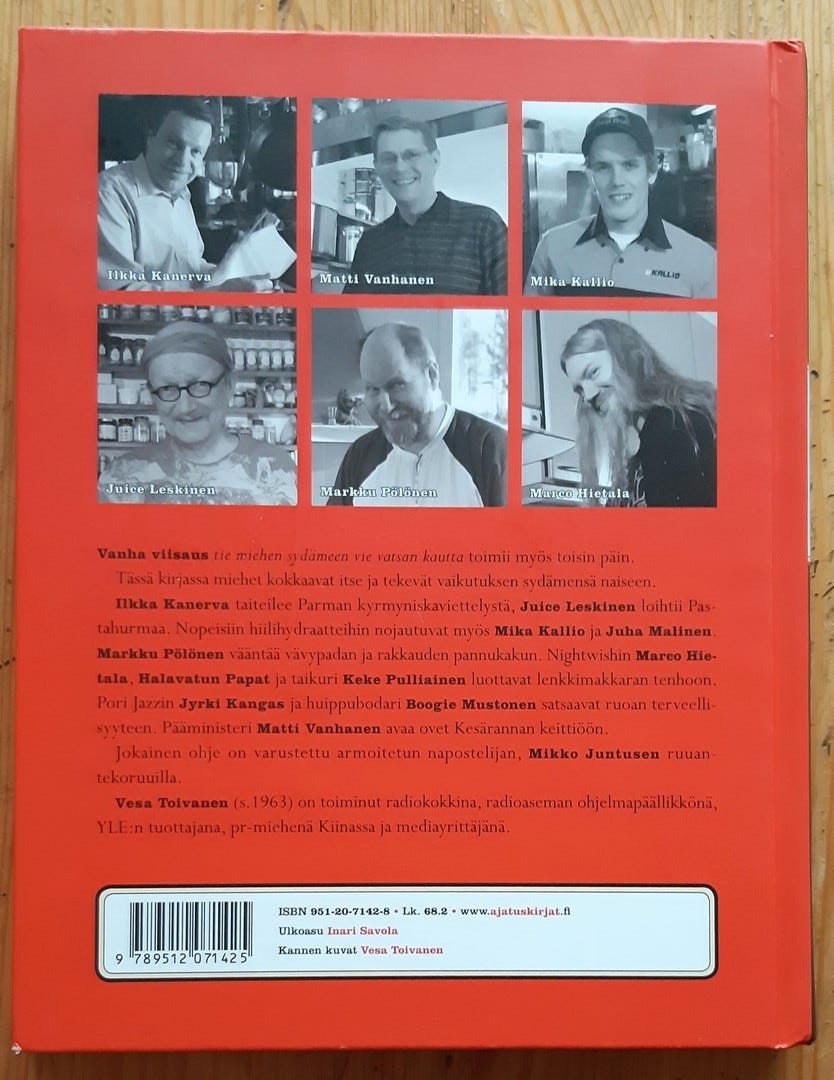 Ilkka Kanerva
Matti Vanhanen
KALLIO
Mika Kallio
Juice Leskinen
Markku Pölönen
Marco Hietala
Vanha viisaus tie miehen sydämeen vie vatsan kautta toimii myös toisin päin.
Tässä kirjassa miehet kokkaavat itse ja tekevät vaikutuksen sydämensä naiseen.
Ilkka Kanerva taiteilee Parman kyrmyniskaviettelystä, Juice Leskinen loihtii Pas-
tahurmaa. Nopeisiin hiilihydraatteihin nojautuvat myös Mika Kallio ja Juha Malinen.
Markku Pölönen vääntää vävypadan ja rakkauden pannukakun. Nightwishin Marco Hie-
tala, Halavatun Papat ja taikuri Keke Pulliainen luottavat lenkkimakkaran tenhoon.
Pori Jazzin Jyrki Kangas ja huippubodari Boogie Mustonen satsaavat ruoan terveelli-
syyteen. Pääministeri Matti Vanhanen avaa ovet Kesärannan keittiöön.
Jokainen ohje on varustettu armoitetun napostelijan, Mikko Juntusen ruuan-
tekoruuilla.
Vesa Toivanen (s.1963) on toiminut radiokokkina, radioaseman ohjelmapäällikkönä,
YLE:n tuottajana, pr-miehenä Kiinassa ja mediayrittäjänä.
ISBN 951-20-7142-8 • Lk. 68.2 • www.ajatuskirjat.fi
Ulkoasu Inari Savola
Kannen kuvat Vesa Toivanen
9 789512 071425